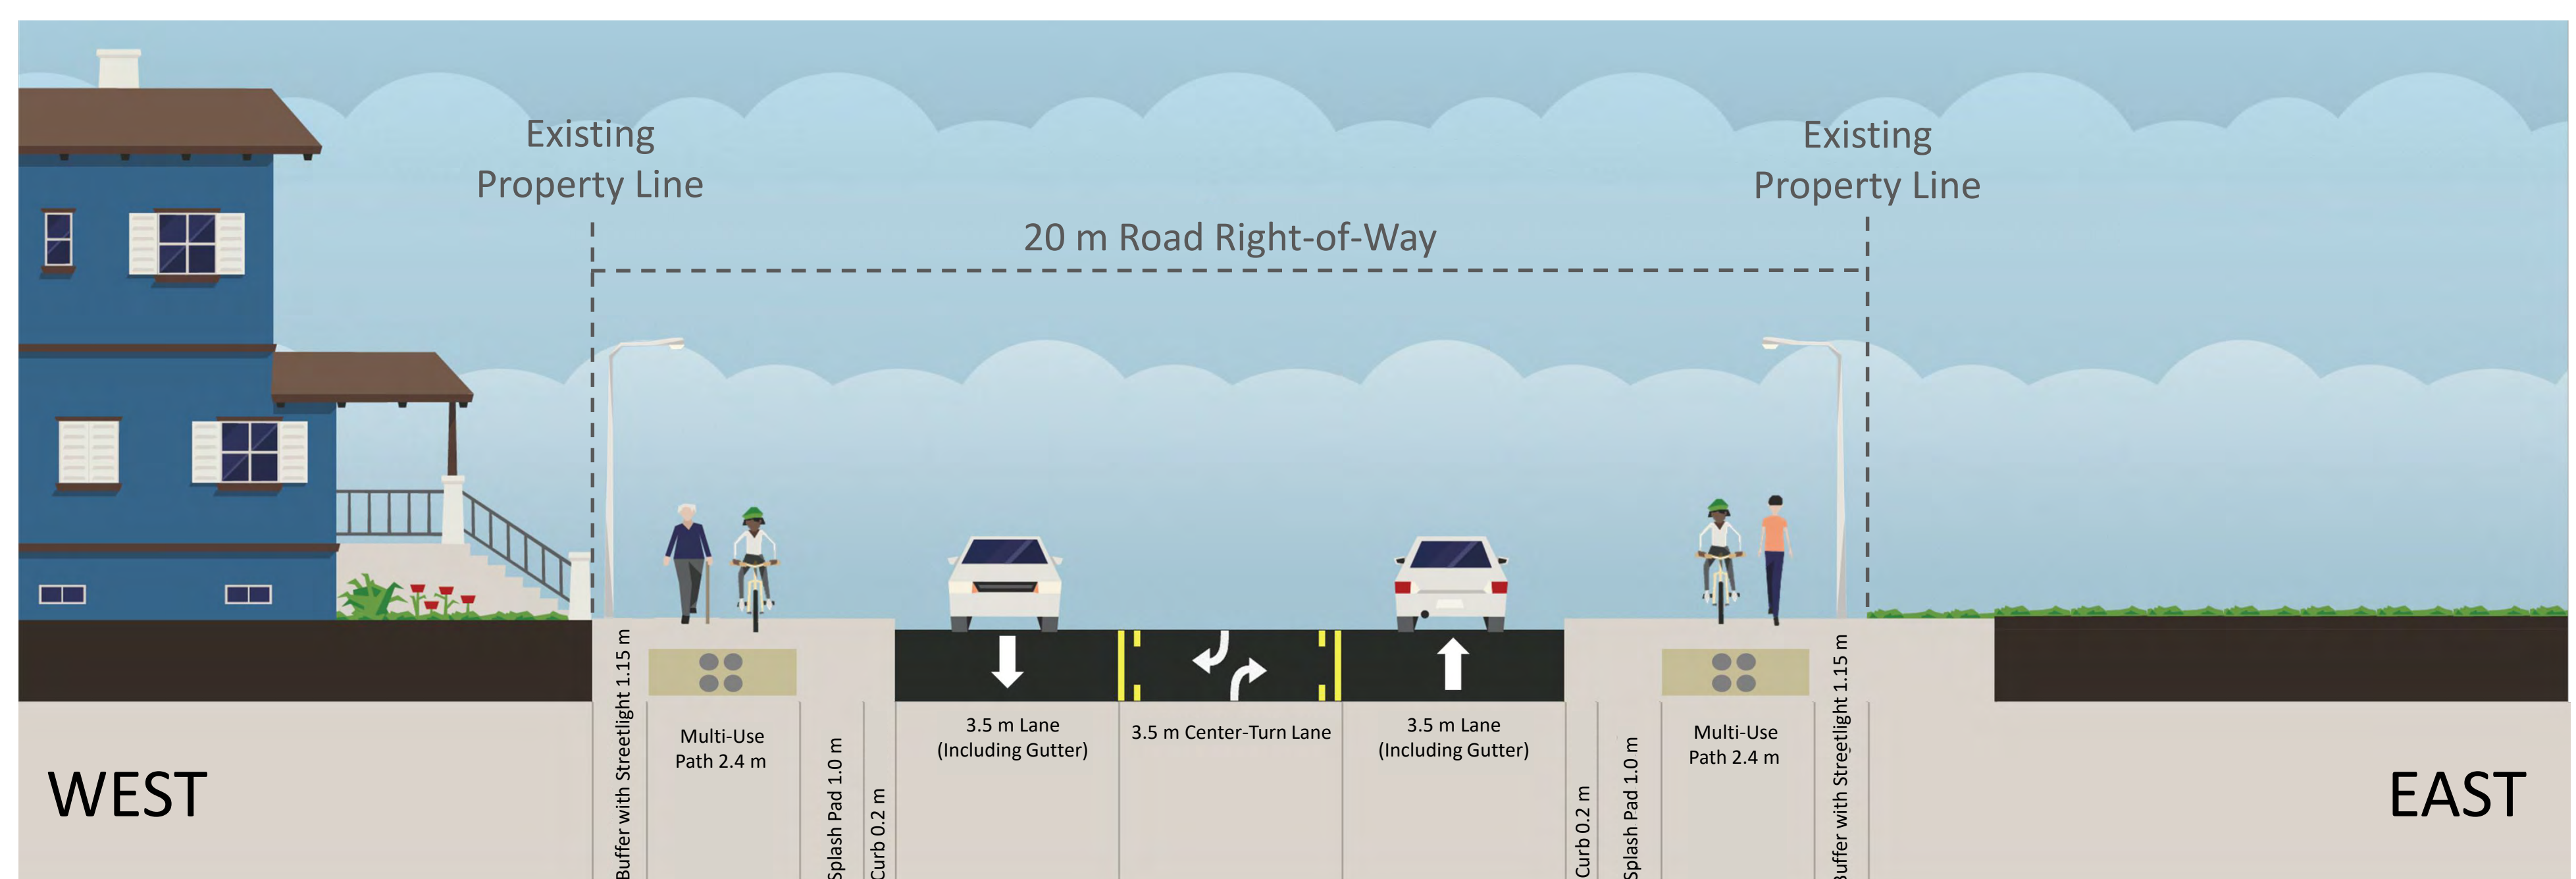 Existing
Property Line
Existing
Property Line
20 m Road Right-of-Way
Buffer with Streetlight 1.15 m
Multi-Use
Path 2.4 m
Splash Pad 1.0 m
Curb 0.2 m
3.5 m Lane
(Including Gutter)
3.5 m Center-Turn Lane
3.5 m Lane
(Including Gutter)
Curb 0.2 m
Splash Pad 1.0 m
Multi-Use
Path 2.4 m
Buffer with Streetlight 1.15 m
WEST
EAST